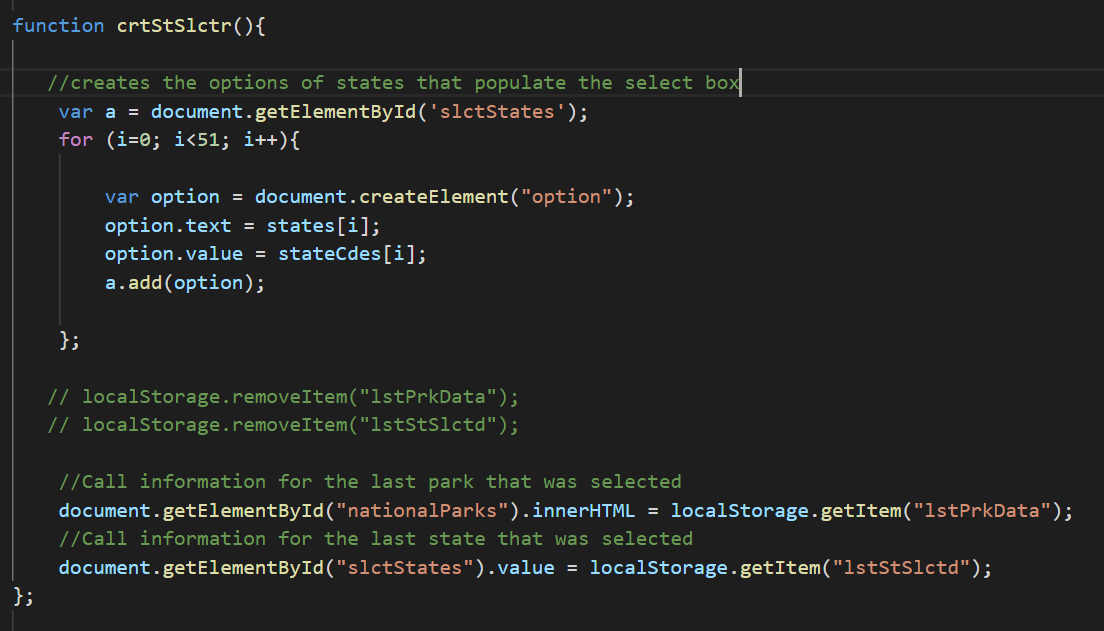 function crtStSlctr(){
//creates the options of states that populate the select box
var a = document.getElementById('slctStates');
for (i=0; i<51; i++){
var option = document.createElement("option");
option.text = states[i];
option.value = stateCdes[i];
a.add(option);
};
// localStorage.removeItem("lstPrkData");
// localStorage.removeItem("lstStSlctd");
//Call information for the last park that was selected
document.getElementById("nationalParks").innerHTML = localStorage.getItem("lstPrkData");
//Call information for the last state that was selected
document.getElementById("slctStates").value = localStorage.getItem("lstStSlctd");
};